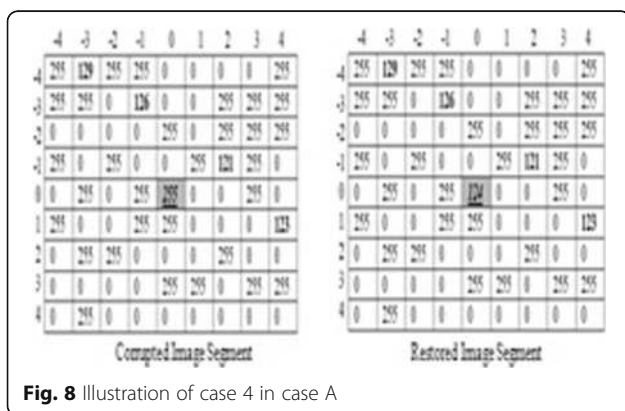 -4 -3 -2 -1 0 1 2 3 4 -4 -3 -2 -1 0 1 2 3 4
-4 255 129 255 255 0 0 0 0 255 -4 255 129 255 255 0 0 0 0 255
-3 255 255 0 126 0 0 255 255 255 -3 255 255 0 126 0 0 255 255 255
-2 0 0 0 0 255 0 255 255 255 -2 0 0 0 0 255 0 255 255 255
-1 255 0 255 0 0 255 121 255 0 -1 255 0 255 0 0 255 121 255 0
0 0 255 0 255 255 0 0 255 0 0 0 255 0 255 124 0 0 255 0
1 255 0 0 255 255 0 0 0 123 1 255 0 0 255 255 0 0 0 123
2 0 255 255 0 0 0 255 0 0 2 0 255 255 0 0 0 255 0 0
3 0 0 0 0 255 255 0 255 255 3 0 0 0 0 255 255 0 255 255
4 0 255 0 0 0 0 0 0 0 4 0 255 0 0 0 0 0 0 0
Corrupted Image Segment Restored Image Segment
Fig. 8 Illustration of case 4 in case A